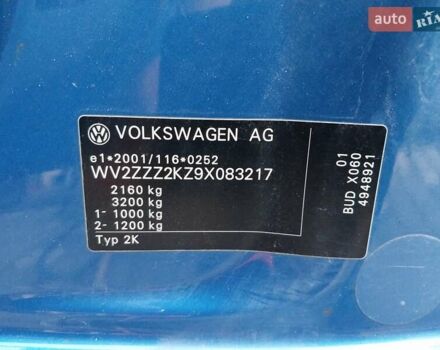 auto RIA
VOLKSWAGEN AG
e1*2001/116*0252
WV2ZZZ2KZ9X083217
2160 kg
3200 kg
1- 1000 kg
2- 1200 kg
Typ 2K
01
BUD X060
4948921